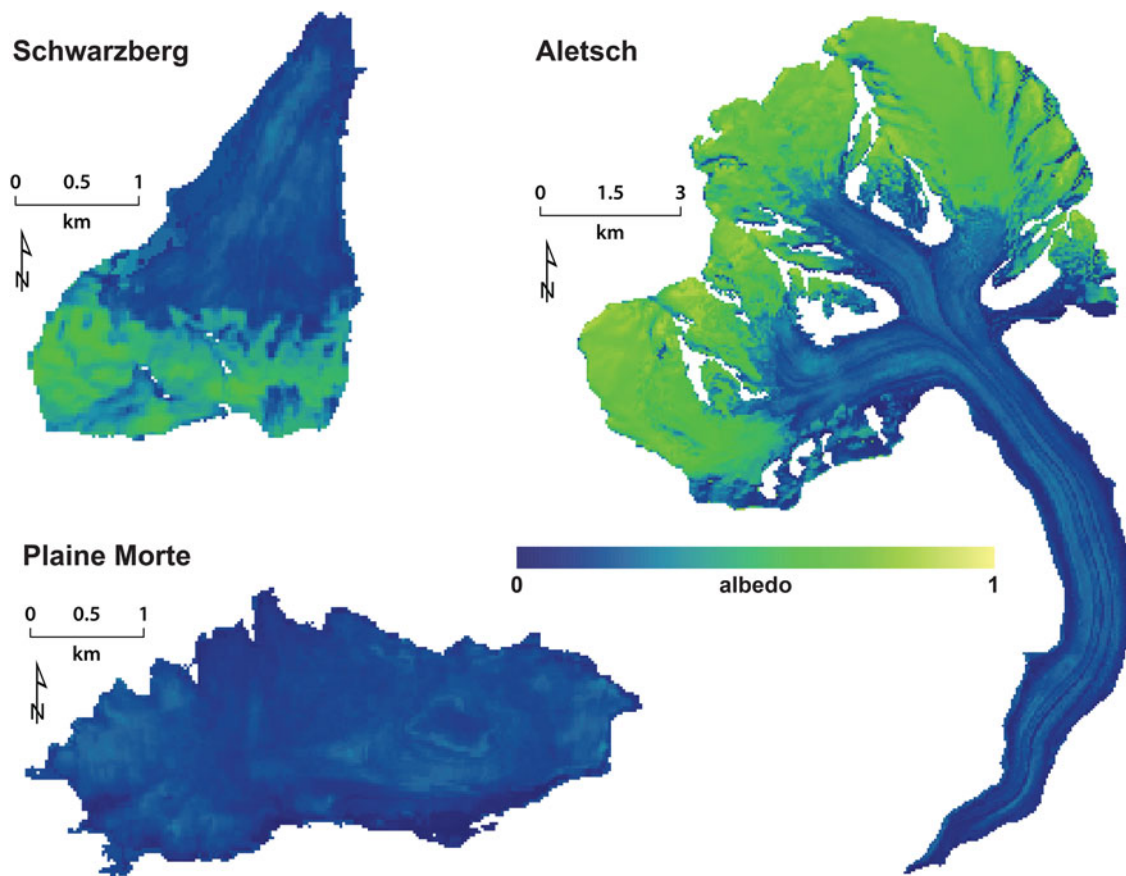 Schwarzberg
0 0.5 1
km
N
Aletsch
0 1.5 3
km
N
Plaine Morte
0 0.5 1
km
N
0 albedo 1